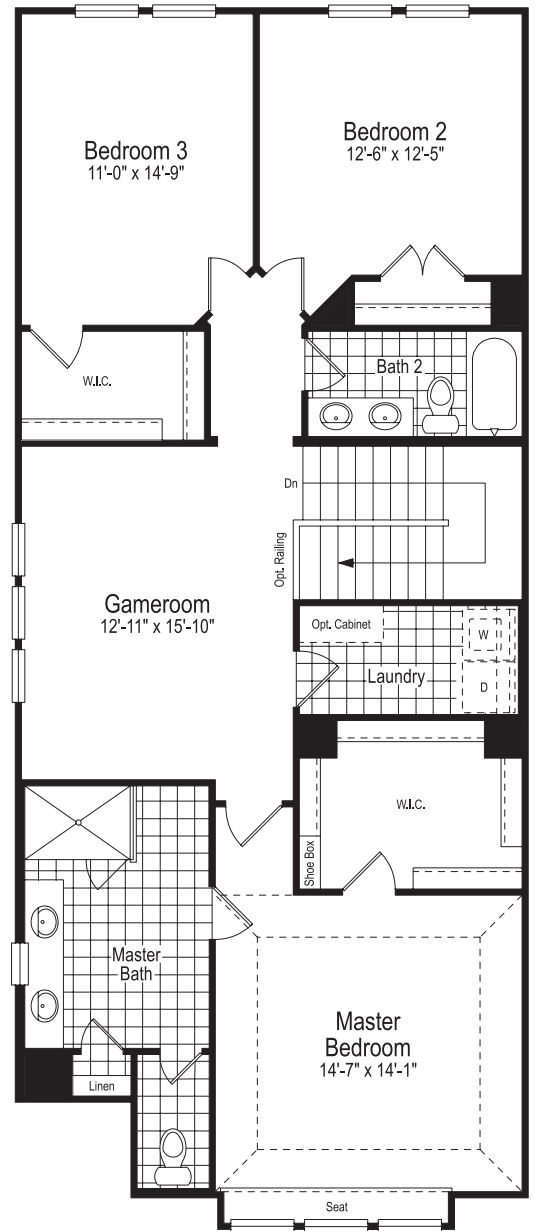 Bedroom 3
11'-0" x 14'-9"
Bedroom 2
12'-6" x 12'-5"
W.I.C.
Bath 2
Dn
Opt. Railing
Gameroom
12'-11" x 15'-10"
Opt. Cabinet
W
Laundry
D
W.I.C.
Shoe Box
Master
Bath
Master
Bedroom
14'-7" x 14'-1"
Linen
Seat